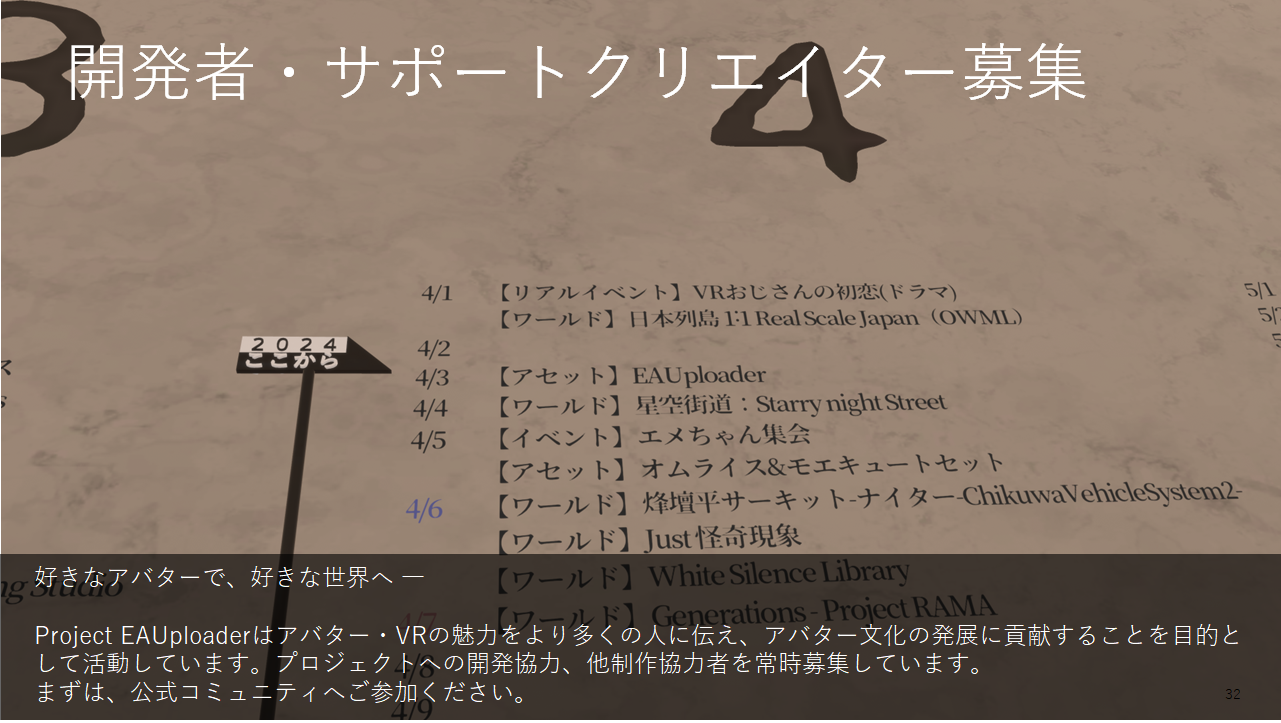 開発者・サポートクリエイター募集
3
4
4/1 【リアルイベント】VRおじさんの初恋(ドラマ)
5/1
【ワールド】日本列島 1:1 Real Scale Japan（OWML）
2024
ここから
4/2
4/3 【アセット】EAUploader
4/4 【ワールド】星空街道：Starry night Street
4/5 【イベント】エメちゃん集会
【アセット】オムライス&モエキュートセット
4/6 【ワールド】烽壇平サーキット-ナイター-ChikuwaVehicleSystem2-
【ワールド】Just 怪奇現象
【ワールド】White Silence Library
ng Studio
4/7 【ワールド】Generations - Project RAMA
4/8
4/9
好きなアバターで、好きな世界へ ―
Project EAUploaderはアバター・VRの魅力をより多くの人に伝え、アバター文化の発展に貢献することを目的と
して活動しています。プロジェクトへの開発協力、他制作協力者を常時募集しています。
まずは、公式コミュニティへご参加ください。
32